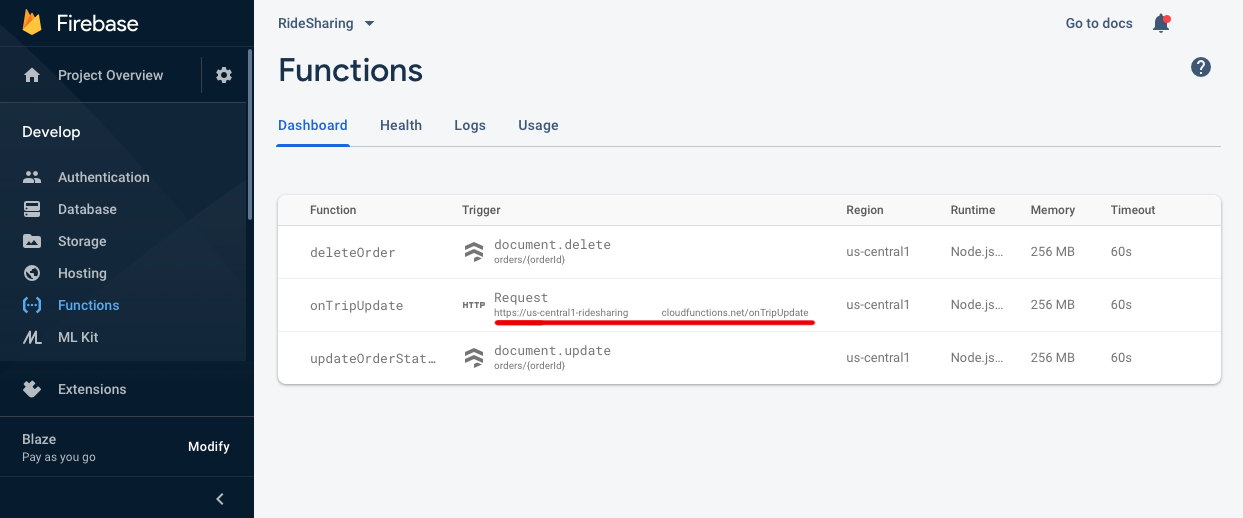 Firebase
RideSharing
Go to docs
Project Overview
Functions
Develop
Dashboard Health Logs Usage
Authentication
Database
Storage
Hosting
Functions
ML Kit
Extensions
Blaze
Pay as you go
Modify
Function Trigger Region Runtime Memory Timeout
deleteOrder document.delete us-central1 Node.js... 256 MB 60s
orders/{orderId}
onTripUpdate HTTP Request us-central1 Node.js... 256 MB 60s
https://us-central1-ridesharing cloudfunctions.net/onTripUpdate
updateOrderStat... document.update us-central1 Node.js... 256 MB 60s
orders/{orderId}